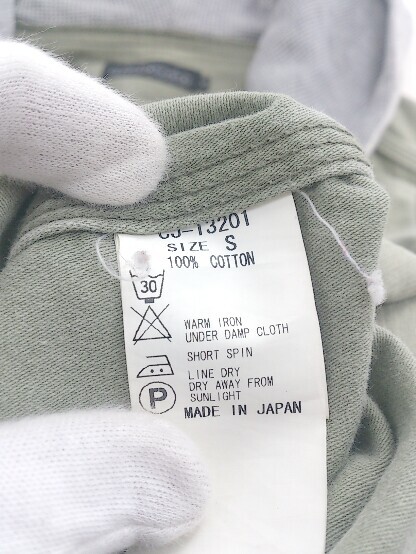 CJ-13201
SIZE S
100% COTTON
30
WARM IRON
UNDER DAMP CLOTH
SHORT SPIN
LINE DRY
DRY AWAY FROM
SUNLIGHT
P
MADE IN JAPAN